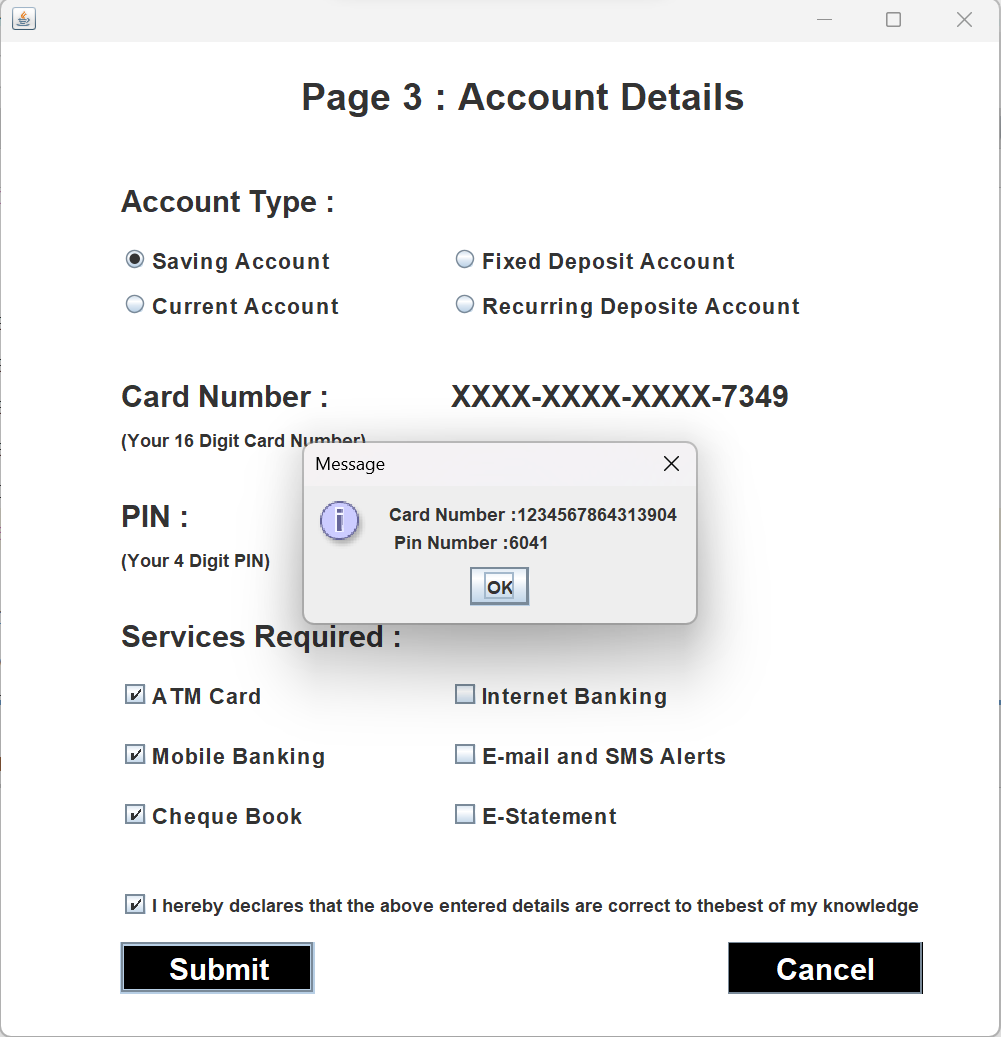 Page 3 : Account Details
Account Type :
Saving Account
Fixed Deposit Account
Current Account
Recurring Deposite Account
Card Number :
XXXX-XXXX-XXXX-7349
(Your 16 Digit Card Number)
Message
Card Number :1234567864313904
Pin Number :6041
OK
PIN :
(Your 4 Digit PIN)
Services Required :
ATM Card
Internet Banking
Mobile Banking
E-mail and SMS Alerts
Cheque Book
E-Statement
I hereby declares that the above entered details are correct to thebest of my knowledge
Submit
Cancel